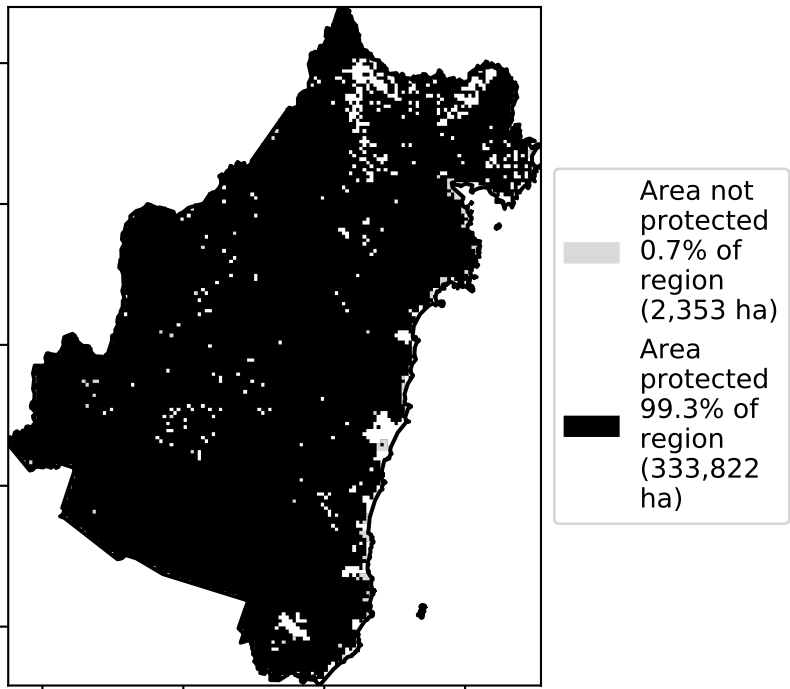 Area not
protected
0.7% of
region
(2,353 ha)
Area
protected
99.3% of
region
(333,822
ha)